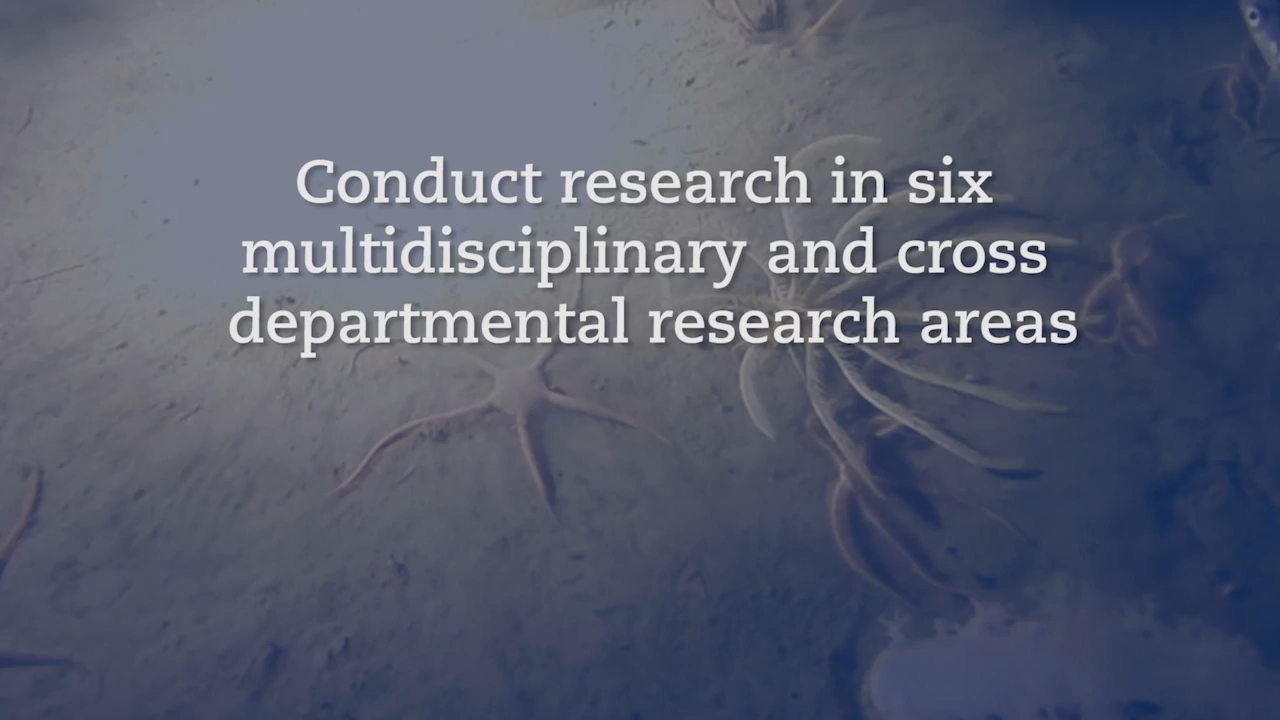 Conduct research in six
multidisciplinary and cross
departmental research areas